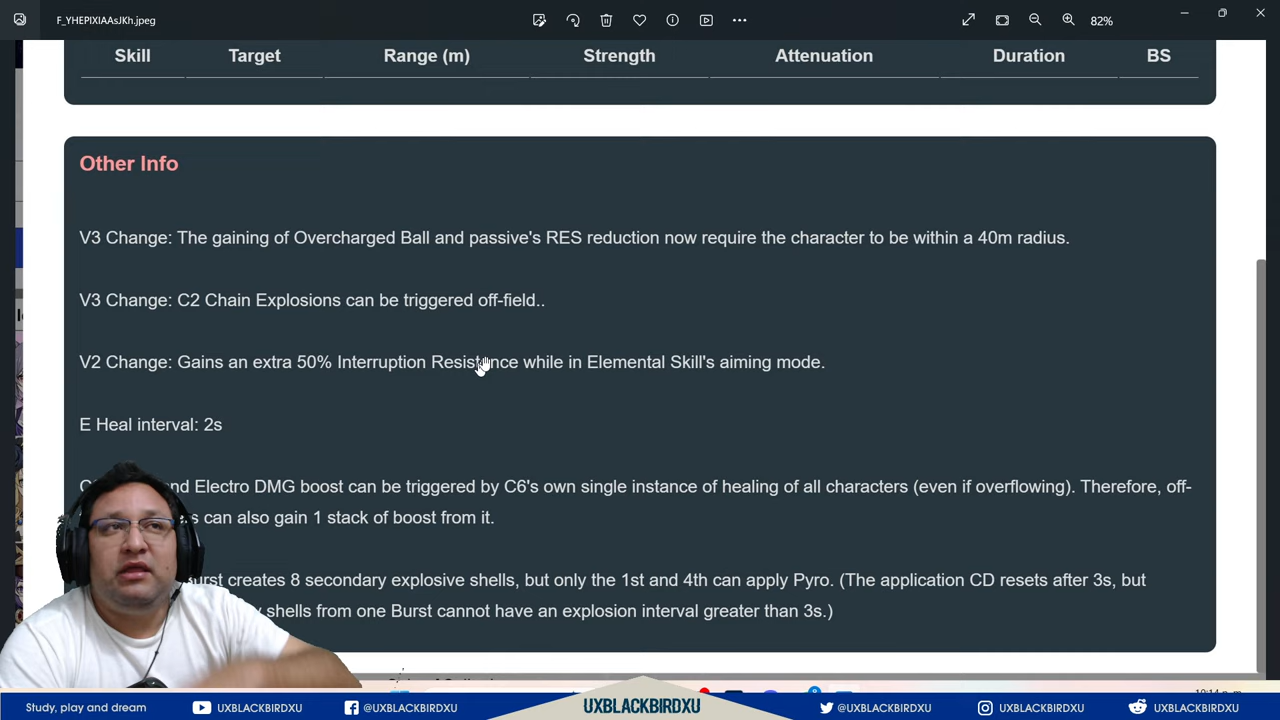 F_YHEPIXIAAsJKh.jpeg
82%
Skill Target Range (m) Strength Attenuation Duration BS
Other Info
V3 Change: The gaining of Overcharged Ball and passive's RES reduction now require the character to be within a 40m radius.
V3 Change: C2 Chain Explosions can be triggered off-field..
V2 Change: Gains an extra 50% Interruption Resistance while in Elemental Skill's aiming mode.
E Heal interval: 2s
Electro DMG boost can be triggered by C6's own single instance of healing of all characters (even if overflowing). Therefore, off-
can also gain 1 stack of boost from it.
creates 8 secondary explosive shells, but only the 1st and 4th can apply Pyro. (The application CD resets after 3s, but
shells from one Burst cannot have an explosion interval greater than 3s.)
Study, play and dream UXBLACKBIRDXU @UXBLACKBIRDXU UXBLACKBIRDXU @UXBLACKBIRDXU UXBLACKBIRDXU UXBLACKBIRDXU